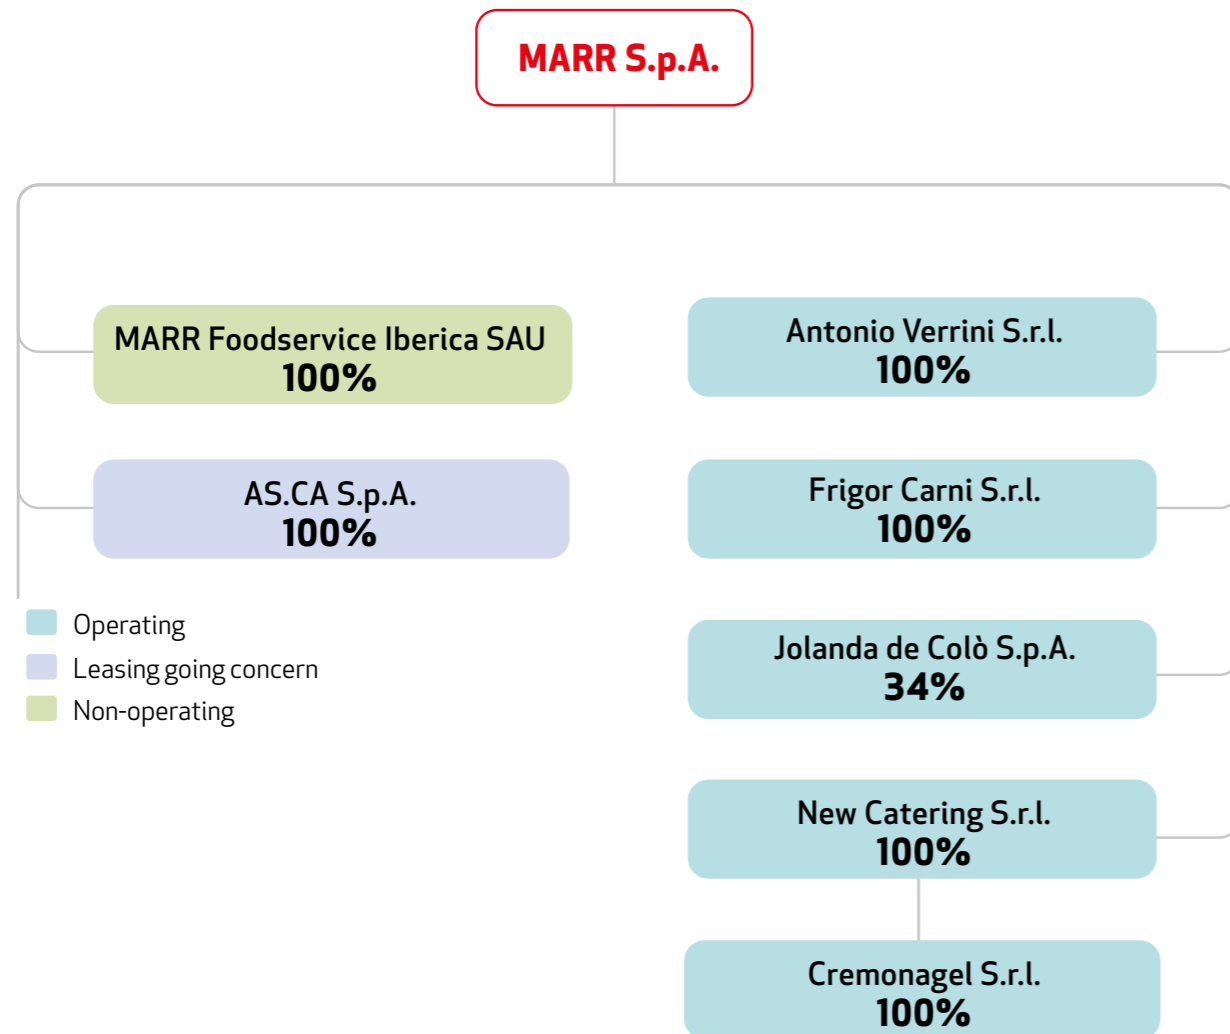 MARR S.p.A.
MARR Foodservice Iberica SAU
100%
AS.CA S.p.A.
100%
Operating
Leasing going concern
Non-operating
Antonio Verrini S.r.l.
100%
Frigor Carni S.r.l.
100%
Jolanda de Colò S.p.A.
34%
New Catering S.r.l.
100%
Cremonagel S.r.l.
100%